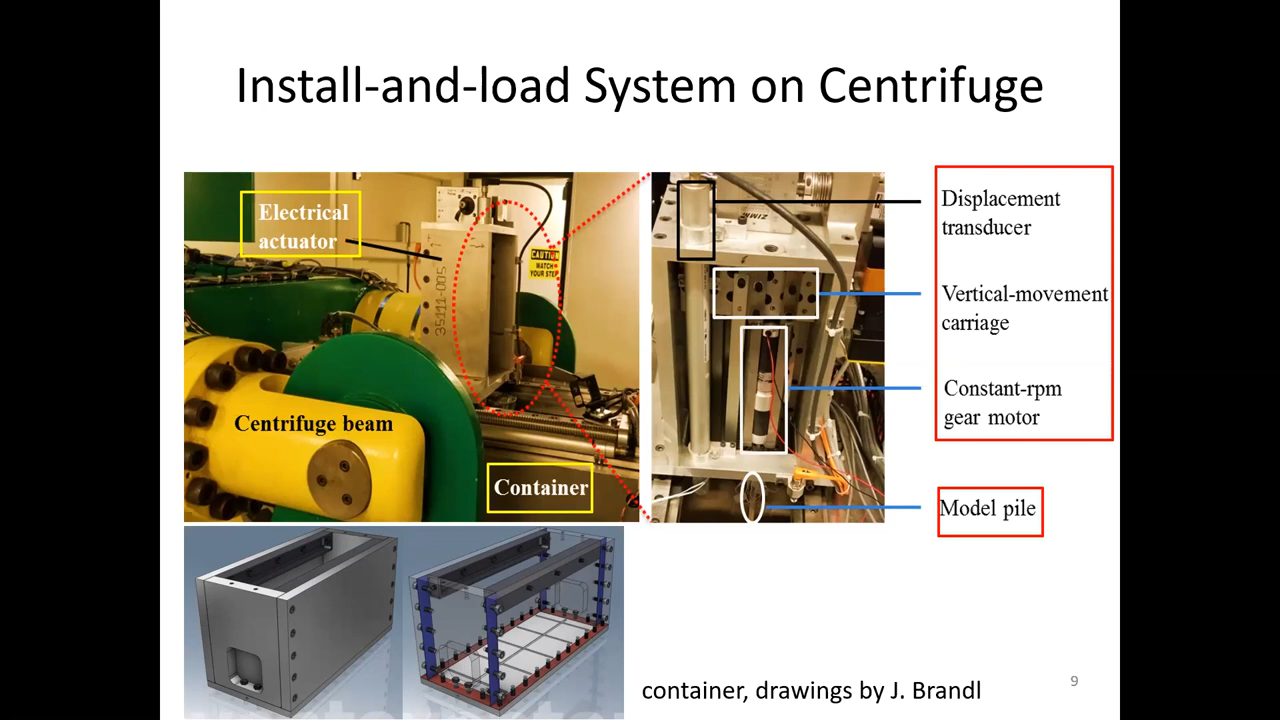 Install-and-load System on Centrifuge
Electrical
actuator
35111-005
CAUTION
WATCH
YOUR STEP
Centrifuge beam
Container
ZIMM
Displacement
transducer
Vertical-movement
carriage
Constant-rpm
gear motor
Model pile
container, drawings by J. Brandl
9